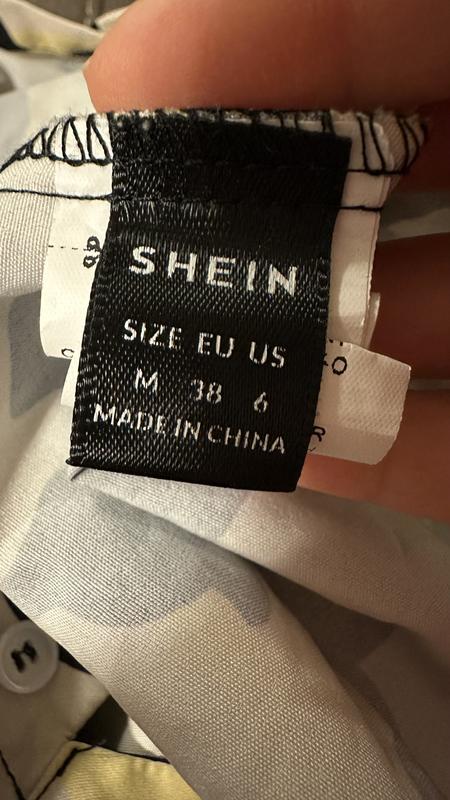 SHEIN
SIZE EU US
M 38 6
MADE IN CHINA